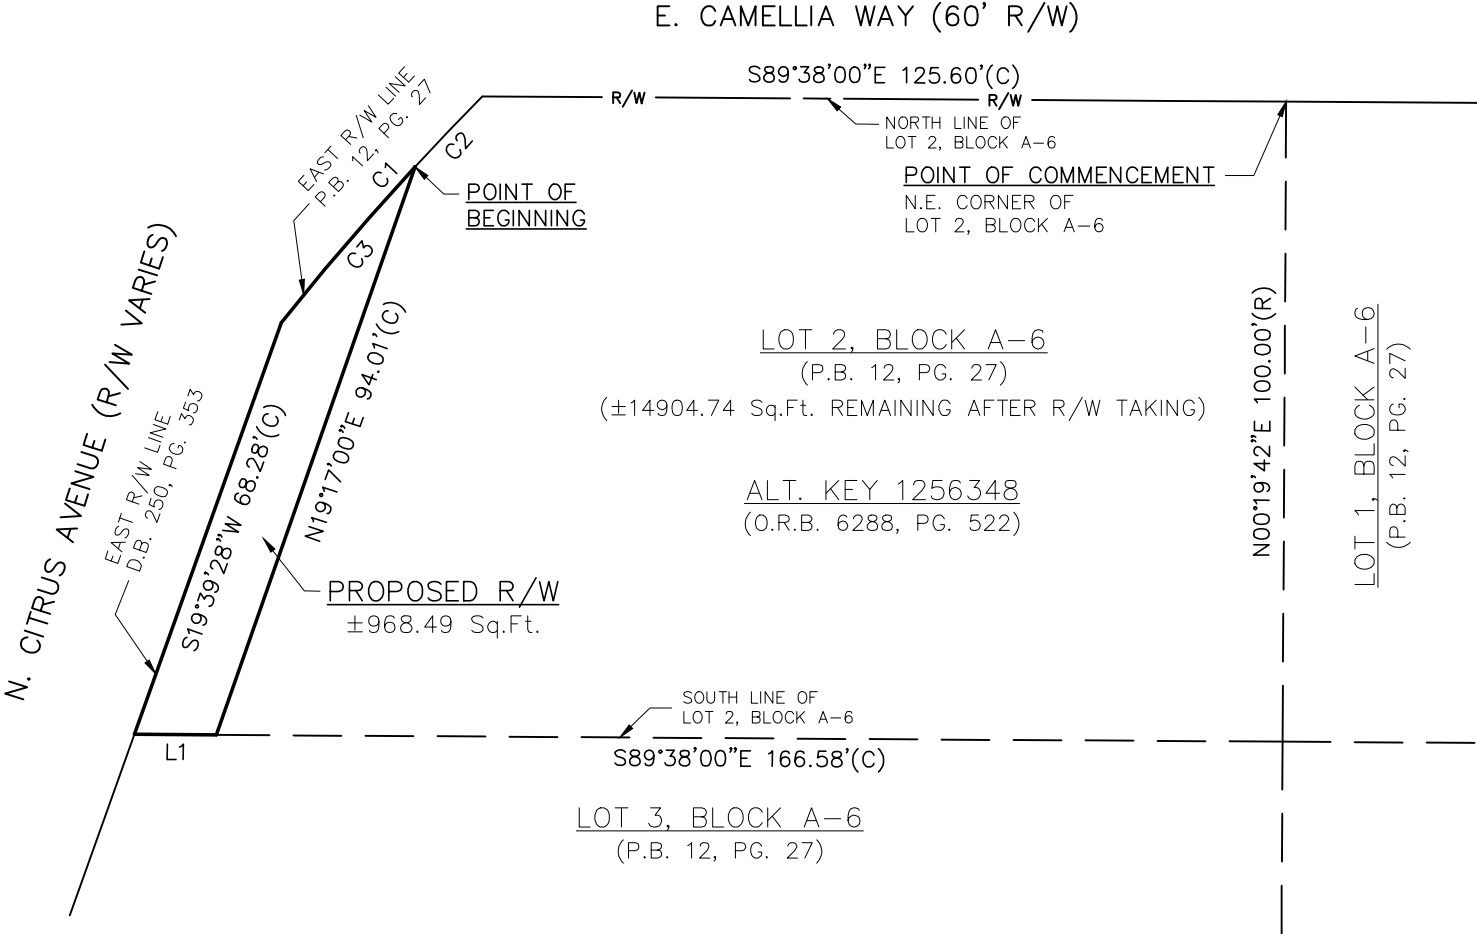 E. CAMELLIA WAY (60' R/W)
S89°38'00"E 125.60'(C)
R/W
R/W
NORTH LINE OF
LOT 2, BLOCK A-6
EAST R/W LINE
P.B. 12, PG. 27
C1
C2
C3
POINT OF
BEGINNING
POINT OF COMMENCEMENT
N.E. CORNER OF
LOT 2, BLOCK A-6
N. CITRUS AVENUE (R/W VARIES)
EAST R/W LINE
D.B. 250, PG. 353
S19°39'28"W 68.28'(C)
N19°17'00"E 94.01'(C)
LOT 2, BLOCK A-6
(P.B. 12, PG. 27)
(±14904.74 Sq.Ft. REMAINING AFTER R/W TAKING)
ALT. KEY 1256348
(O.R.B. 6288, PG. 522)
N00°19'42"E 100.00'(R)
LOT 1, BLOCK A-6
(P.B. 12, PG. 27)
PROPOSED R/W
±968.49 Sq.Ft.
SOUTH LINE OF
LOT 2, BLOCK A-6
L1
S89°38'00"E 166.58'(C)
LOT 3, BLOCK A-6
(P.B. 12, PG. 27)